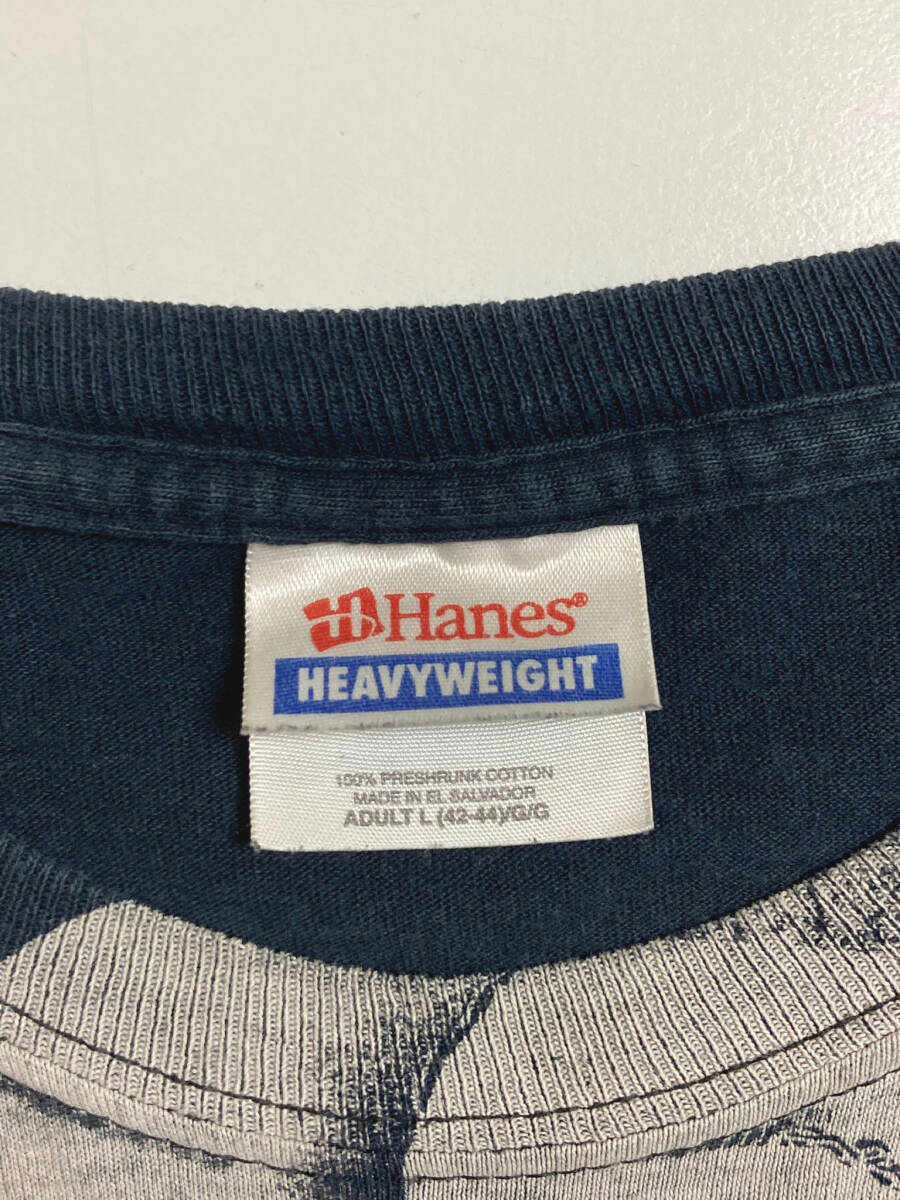 Hanes®
HEAVYWEIGHT
100% PRESHRUNK COTTON
MADE IN EL SALVADOR
ADULT L (42-44)/G/G